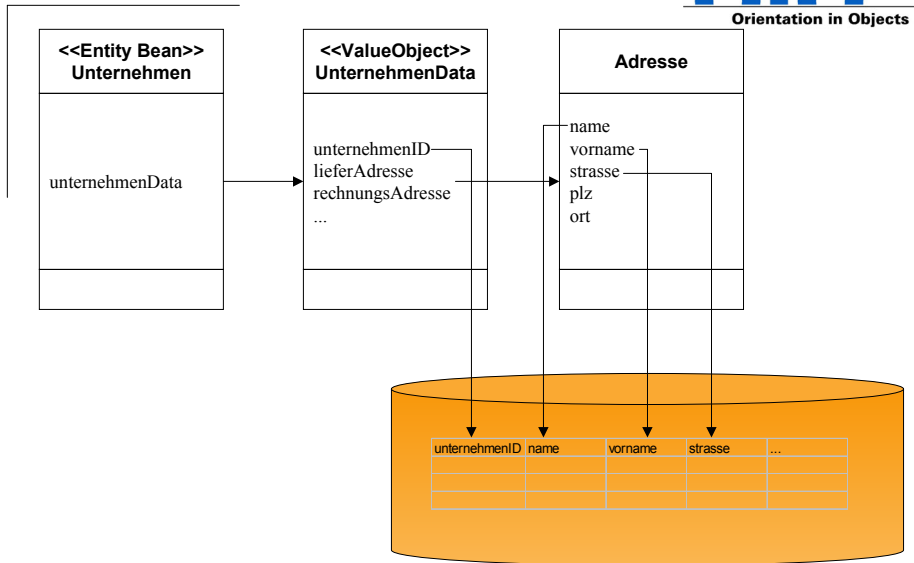 Orientation in Objects
<<Entity Bean>>
Unternehmen
unternehmenData
<<ValueObject>>
UnternehmenData
unternehmenID
lieferAdresse
rechnungsAdresse
...
Adresse
name
vorname
strasse
plz
ort
unternehmenID name vorname strasse ...